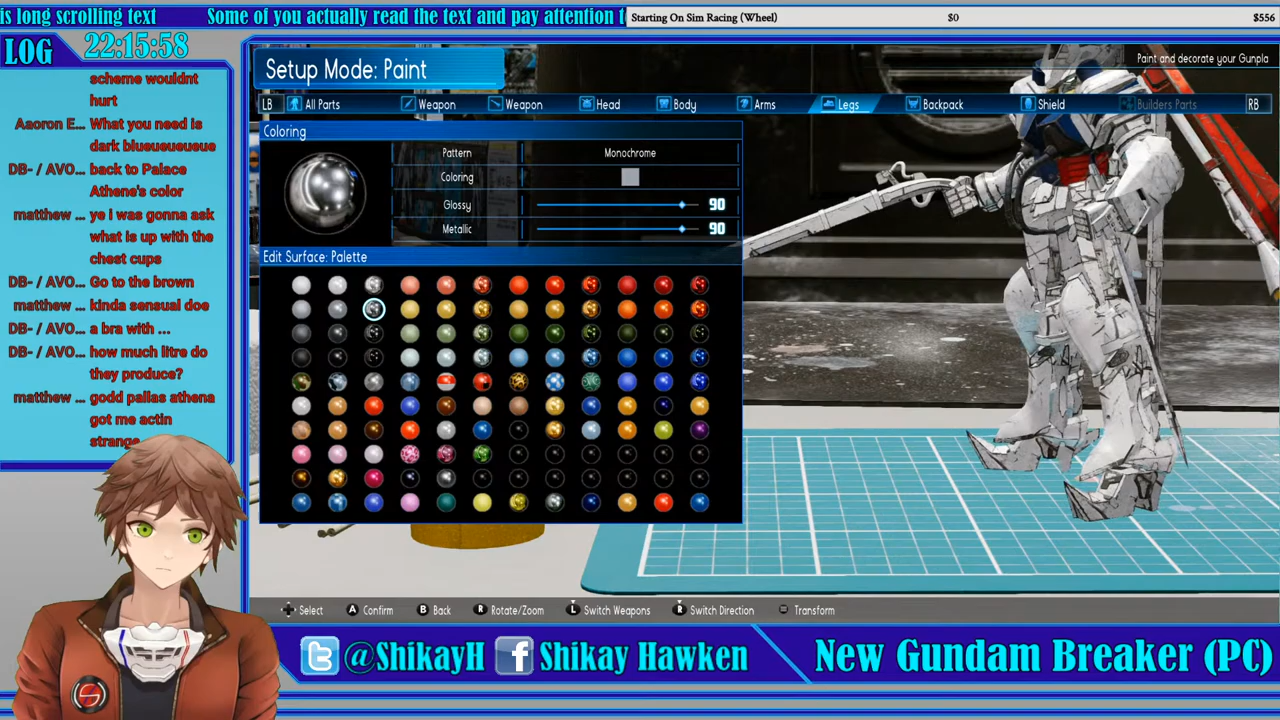 is long scrolling text Some of you actually read the text and pay attention t
Starting On Sim Racing (Wheel) $0 $556
LOG 22:15:58
scheme wouldnt
hurt
Aaoron E... What you need is
dark blueueueueue
DB- / AVO... back to Palace
Athene's color
matthew ... ye i was gonna ask
what is up with the
chest cups
DB- / AVO... Go to the brown
matthew ... kinda sensual doe
DB- / AVO... a bra with ...
DB- / AVO... how much litre do
they produce?
matthew ... godd pallas athena
got me actin
strange
Setup Mode: Paint
Paint and decorate your Gunpla
LB All Parts Weapon Weapon Head Body Arms Legs Backpack Shield Builders Parts RB
Coloring
Pattern Monochrome
Coloring
Glossy 90
Metallic 90
Edit Surface: Palette
Select A Confirm B Back R Rotate/Zoom L Switch Weapons R Switch Direction Transform
@ShikayH f Shikay Hawken New Gundam Breaker (PC)